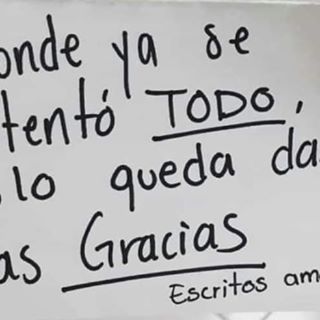 onde ya se
tentó TODO,
lo queda da
as Gracias
Escritos am